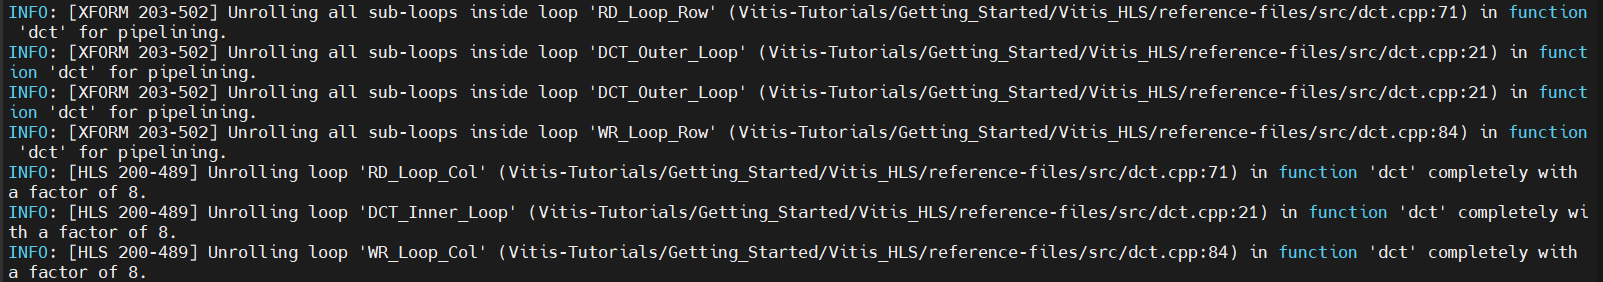 INFO: [XFORM 203-502] Unrolling all sub-loops inside loop 'RD_Loop_Row' (Vitis-Tutorials/Getting_Started/Vitis_HLS/reference-files/src/dct.cpp:71) in function
 'dct' for pipelining.
INFO: [XFORM 203-502] Unrolling all sub-loops inside loop 'DCT_Outer_Loop' (Vitis-Tutorials/Getting_Started/Vitis_HLS/reference-files/src/dct.cpp:21) in funct
ion 'dct' for pipelining.
INFO: [XFORM 203-502] Unrolling all sub-loops inside loop 'DCT_Outer_Loop' (Vitis-Tutorials/Getting_Started/Vitis_HLS/reference-files/src/dct.cpp:21) in funct
ion 'dct' for pipelining.
INFO: [XFORM 203-502] Unrolling all sub-loops inside loop 'WR_Loop_Row' (Vitis-Tutorials/Getting_Started/Vitis_HLS/reference-files/src/dct.cpp:84) in function
 'dct' for pipelining.
INFO: [HLS 200-489] Unrolling loop 'RD_Loop_Col' (Vitis-Tutorials/Getting_Started/Vitis_HLS/reference-files/src/dct.cpp:71) in function 'dct' completely with
a factor of 8.
INFO: [HLS 200-489] Unrolling loop 'DCT_Inner_Loop' (Vitis-Tutorials/Getting_Started/Vitis_HLS/reference-files/src/dct.cpp:21) in function 'dct' completely wi
th a factor of 8.
INFO: [HLS 200-489] Unrolling loop 'WR_Loop_Col' (Vitis-Tutorials/Getting_Started/Vitis_HLS/reference-files/src/dct.cpp:84) in function 'dct' completely with
a factor of 8.